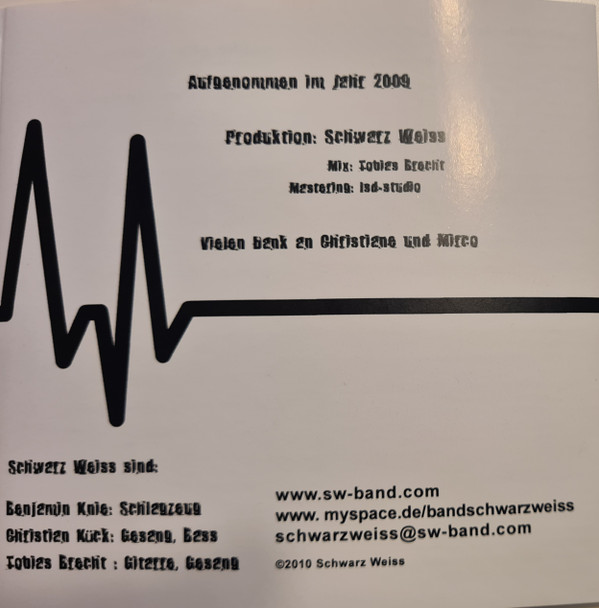 Aufgenommen im Jahr 2009
Produktion: Schwarz Weiss
Mix: Tobias Brecht
Mastering: lsd-studio
Vielen Dank an Christiane und Mirco
Schwarz Weiss sind:
Benjamin Knie: Schlagzeug
Christian Kück: Gesang, Bass
Tobias Brecht : Gitarre, Gesang
www.sw-band.com
www. myspace.de/bandschwarzweiss
schwarzweiss@sw-band.com
©2010 Schwarz Weiss